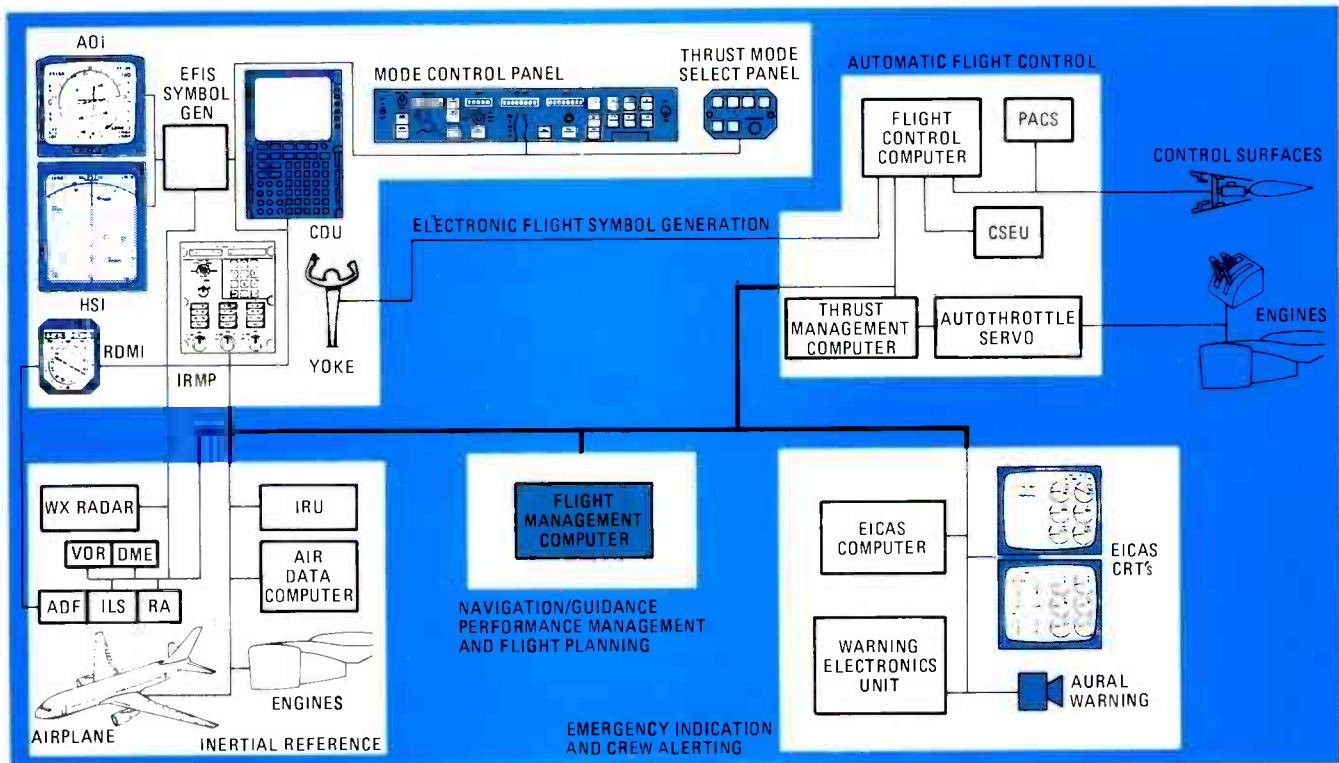 AOi
EFIS
SYMBOL
GEN
MODE CONTROL PANEL
THRUST MODE
SELECT PANEL
CDU
HSI
RDMI
IRMP
YOKE
ELECTRONIC FLIGHT SYMBOL GENERATION
AUTOMATIC FLIGHT CONTROL
FLIGHT
CONTROL
COMPUTER
PACS
CONTROL SURFACES
CSEU
THRUST
MANAGEMENT
COMPUTER
AUTOTHROTTLE
SERVO
ENGINES
WX RADAR
VOR
DME
ADF
ILS
RA
IRU
AIR
DATA
COMPUTER
AIRPLANE
ENGINES
INERTIAL REFERENCE
FLIGHT
MANAGEMENT
COMPUTER
NAVIGATION/GUIDANCE
PERFORMANCE MANAGEMENT
AND FLIGHT PLANNING
EICAS
COMPUTER
EICAS
CRT's
WARNING
ELECTRONICS
UNIT
AURAL
WARNING
EMERGENCY INDICATION
AND CREW ALERTING